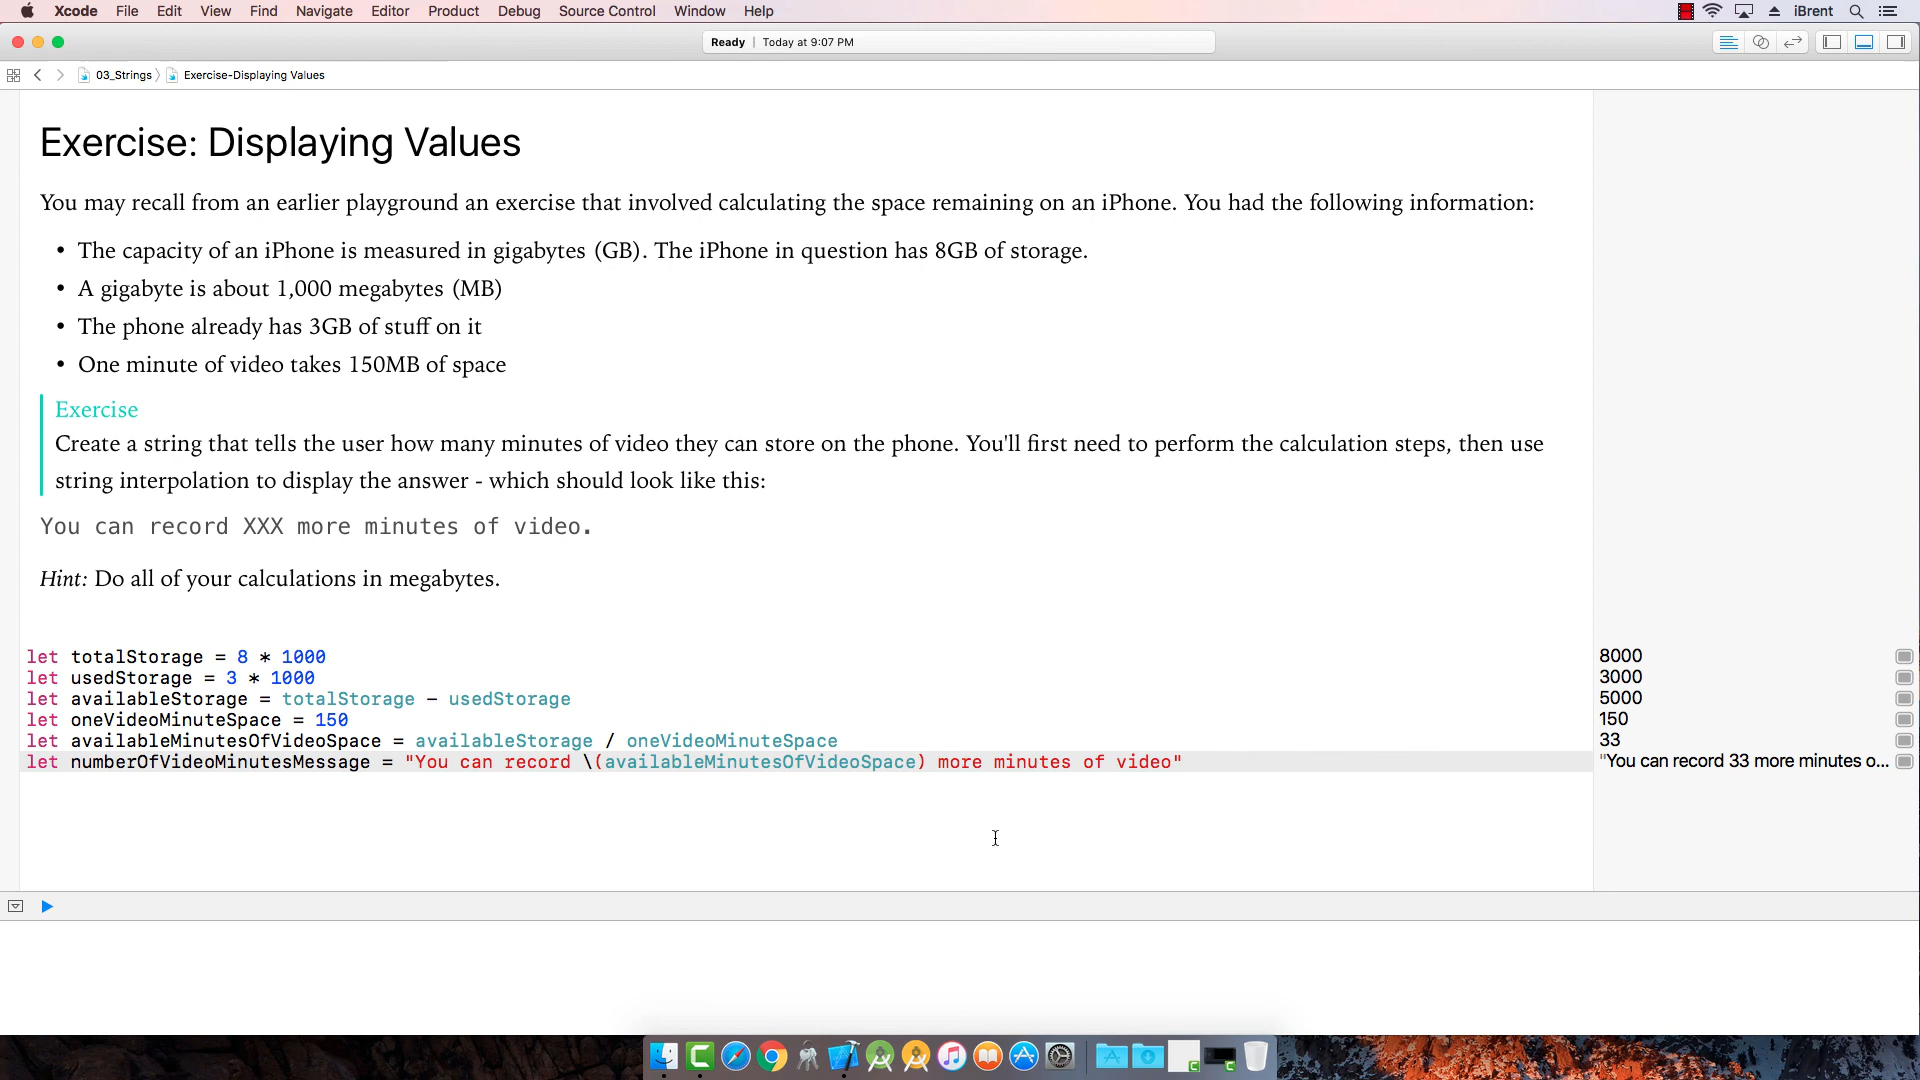 Xcode File Edit View Find Navigate Editor Product Debug Source Control Window Help iBrent
Ready | Today at 9:07 PM
03_Strings Exercise-Displaying Values
Exercise: Displaying Values
You may recall from an earlier playground an exercise that involved calculating the space remaining on an iPhone. You had the following information:
• The capacity of an iPhone is measured in gigabytes (GB). The iPhone in question has 8GB of storage.
• A gigabyte is about 1,000 megabytes (MB)
• The phone already has 3GB of stuff on it
• One minute of video takes 150MB of space
Exercise
Create a string that tells the user how many minutes of video they can store on the phone. You'll first need to perform the calculation steps, then use
string interpolation to display the answer - which should look like this:
You can record XXX more minutes of video.
Hint: Do all of your calculations in megabytes.
let totalStorage = 8 * 1000 8000
let usedStorage = 3 * 1000 3000
let availableStorage = totalStorage - usedStorage 5000
let oneVideoMinuteSpace = 150 150
let availableMinutesOfVideoSpace = availableStorage / oneVideoMinuteSpace 33
let numberOfVideoMinutesMessage = "You can record \(availableMinutesOfVideoSpace) more minutes of video" "You can record 33 more minutes o...